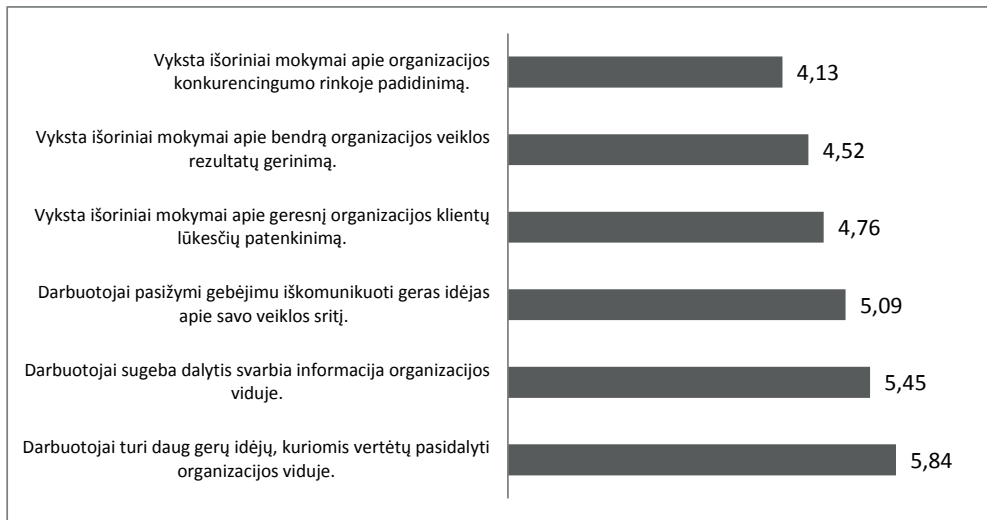 Vyksta išoriniai mokymai apie organizacijos
konkurencingumo rinkoje padidinimą.
4,13
Vyksta išoriniai mokymai apie bendrą organizacijos veiklos
rezultatų gerinimą.
4,52
Vyksta išoriniai mokymai apie geresnį organizacijos klientų
lūkesčių patenkinimą.
4,76
Darbuotojai pasižymi gebėjimu iškomunikuoti geras idėjas
apie savo veiklos sritį.
5,09
Darbuotojai sugeba dalytis svarbia informacija organizacijos
viduje.
5,45
Darbuotojai turi daug gerų idėjų, kuriomis vertėtų pasidalyti
organizacijos viduje.
5,84